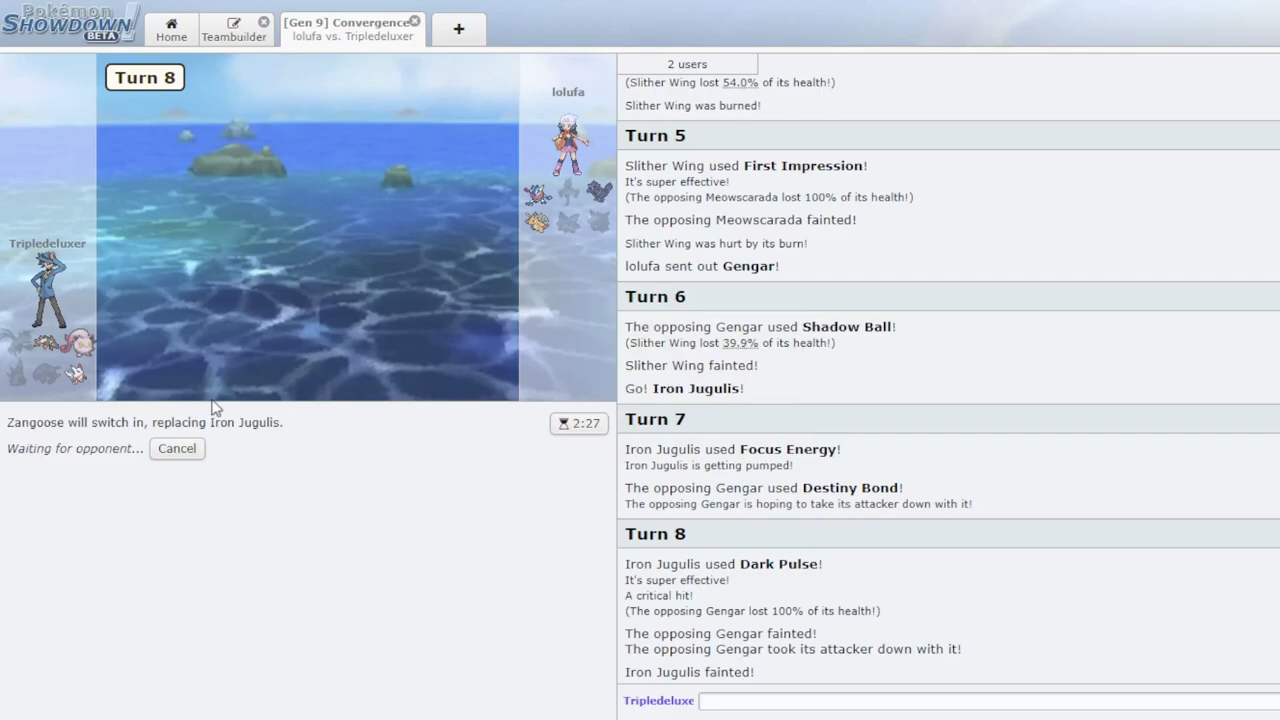 Pokémon
SHOWDOWN!
BETA
Home
Teambuilder
[Gen 9] Convergence
lolufa vs. Tripledeluxer
+
Turn 8
lolufa
Tripledeluxer
Zangoose will switch in, replacing Iron Jugulis.
2:27
Waiting for opponent...
Cancel
2 users
(Slither Wing lost 54.0% of its health!)
Slither Wing was burned!
Turn 5
Slither Wing used First Impression!
It's super effective!
(The opposing Meowscarada lost 100% of its health!)
The opposing Meowscarada fainted!
Slither Wing was hurt by its burn!
lolufa sent out Gengar!
Turn 6
The opposing Gengar used Shadow Ball!
(Slither Wing lost 39.9% of its health!)
Slither Wing fainted!
Go! Iron Jugulis!
Turn 7
Iron Jugulis used Focus Energy!
Iron Jugulis is getting pumped!
The opposing Gengar used Destiny Bond!
The opposing Gengar is hoping to take its attacker down with it!
Turn 8
Iron Jugulis used Dark Pulse!
It's super effective!
A critical hit!
(The opposing Gengar lost 100% of its health!)
The opposing Gengar fainted!
The opposing Gengar took its attacker down with it!
Iron Jugulis fainted!
Tripledeluxe